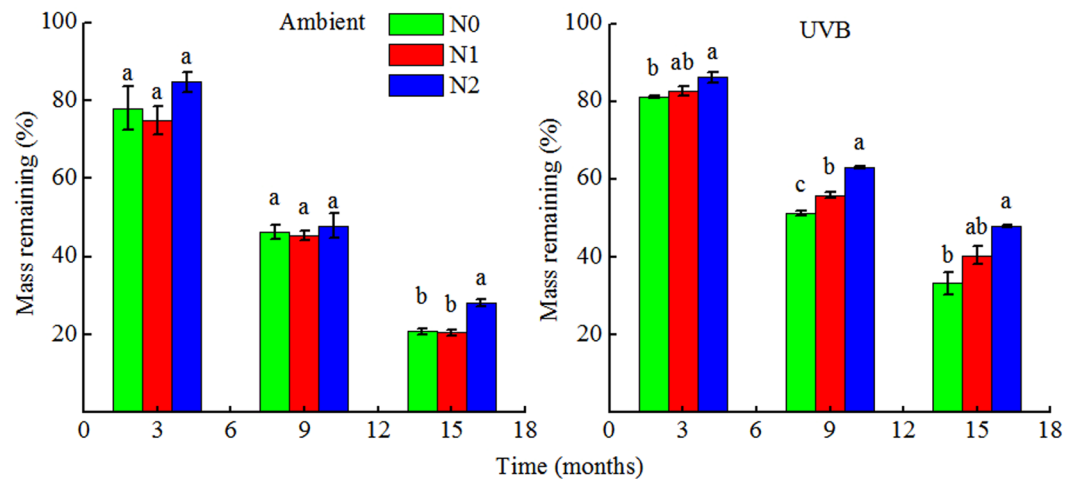 100
80
60
40
20
Mass remaining (%)
Ambient
N0
N1
N2
a a a
a a a
b b a
0 3 6 9 12 15 18
100
80
60
40
20
Mass remaining (%)
UVB
b ab a
c b a
b ab a
0 3 6 9 12 15 18
Time (months)